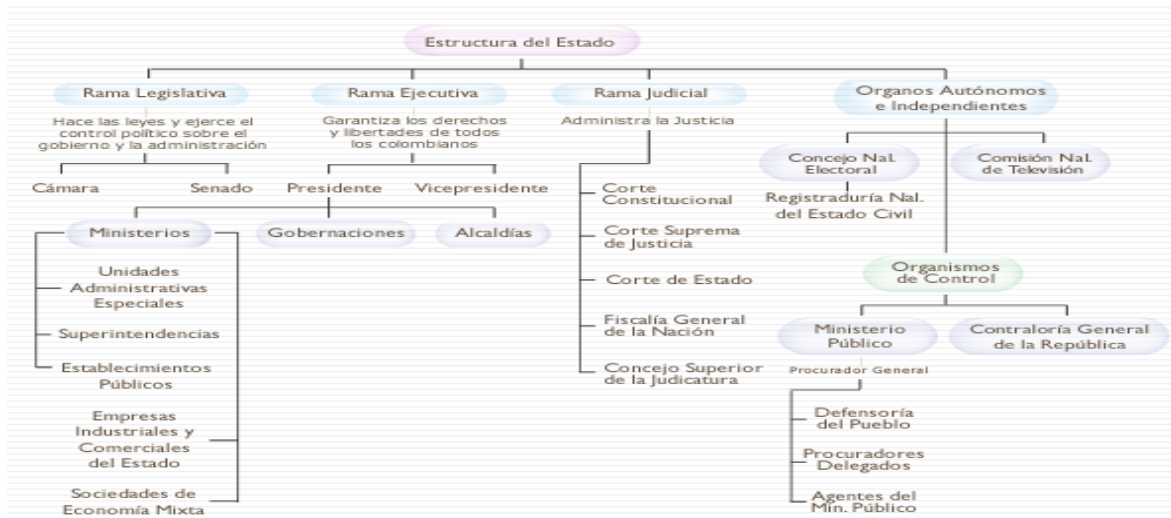 Estructura del Estado
Rama Legislativa
Hace las leyes y ejerce el
control político sobre el
gobierno y la administración
Cámara
Senado
Rama Ejecutiva
Garantiza los derechos
y libertades de todos
los colombianos
Presidente
Vicepresidente
Ministerios
Gobernaciones
Alcaldías
Unidades
Administrativas
Especiales
Superintendencias
Establecimientos
Públicos
Empresas
Industriales y
Comerciales
del Estado
Sociedades de
Economía Mixta
Rama Judicial
Administra la Justicia
Corte
Constitucional
Corte Suprema
de Justicia
Corte de Estado
Fiscalía General
de la Nación
Concejo Superior
de la Judicatura
Organos Autónomos
e Independientes
Concejo Nal.
Electoral
Registraduría Nal.
del Estado Civil
Comisión Nal.
de Televisión
Organismos
de Control
Ministerio
Público
Procurador General
Defensoría
del Pueblo
Procuradores
Delegados
Agentes del
Min. Público
Contraloría General
de la República